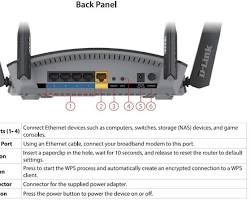 Back Panel
D-Link
1 2 3 4 5 6
rts (1-4) Connect Ethernet devices such as computers, switches, storage (NAS) devices, and game
consoles.
Port Using an Ethernet cable, connect your broadband modem to this port.
on Insert a paperclip in the hole, wait for 10 seconds, and release to reset the router to default
settings.
on Press to start the WPS process and automatically create an encrypted connection to a WPS
client.
ector Connector for the supplied power adapter.
on Press the power button to power the device on or off.